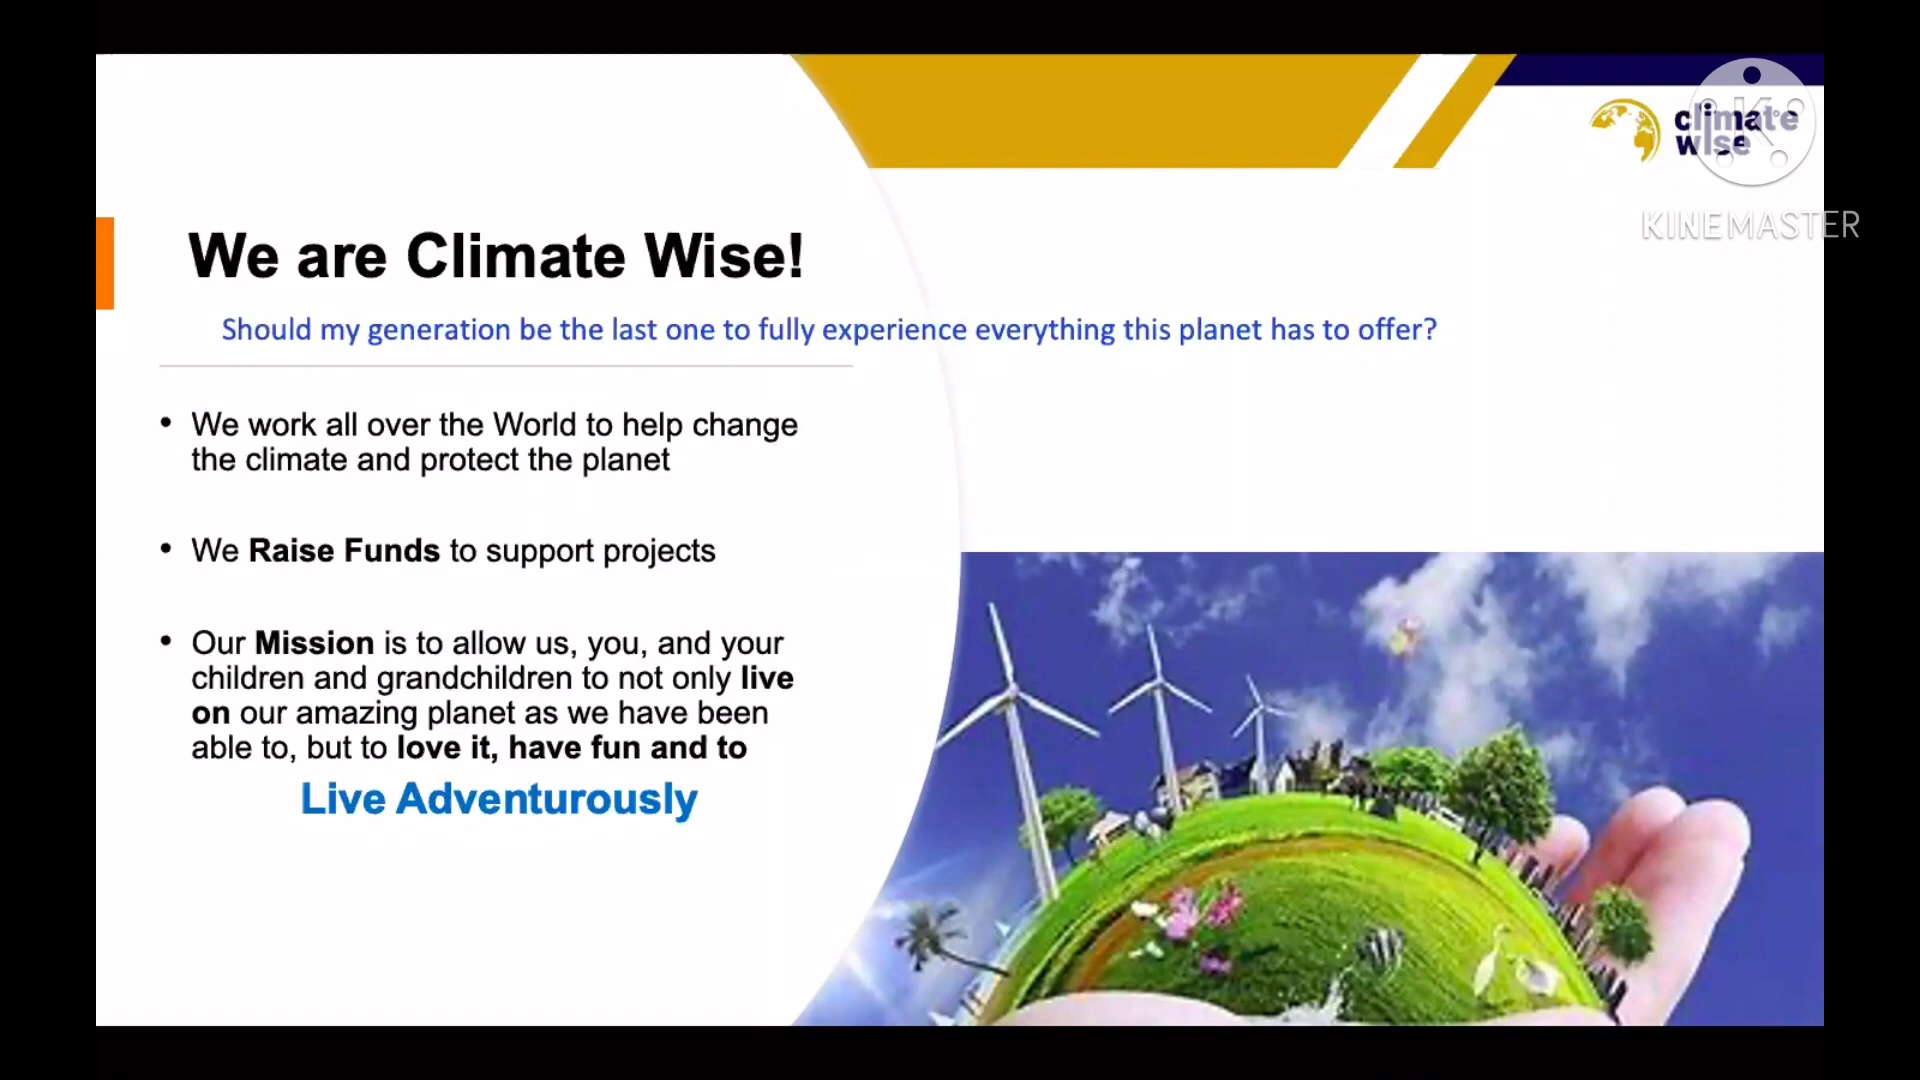 climate
wise
KINEMASTER
We are Climate Wise!
Should my generation be the last one to fully experience everything this planet has to offer?
• We work all over the World to help change
the climate and protect the planet
• We Raise Funds to support projects
• Our Mission is to allow us, you, and your
children and grandchildren to not only live
on our amazing planet as we have been
able to, but to love it, have fun and to
Live Adventurously